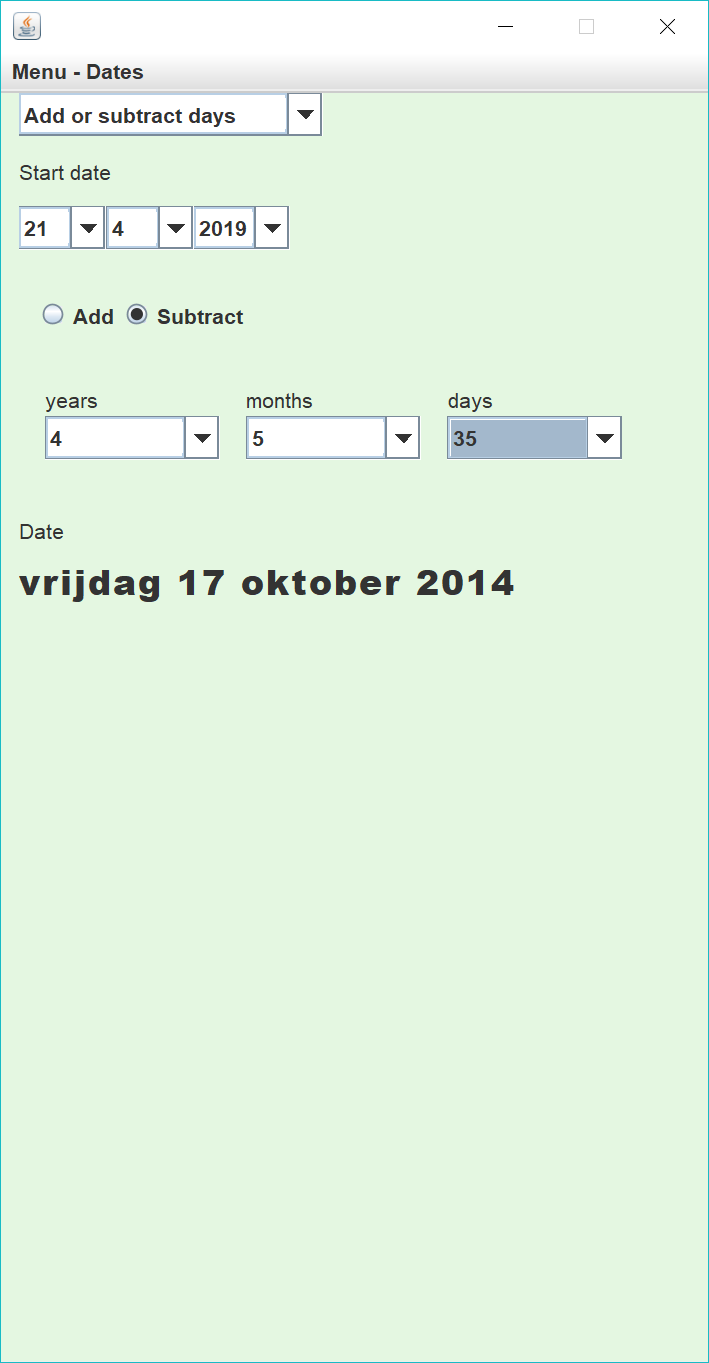 Menu - Dates
Add or subtract days
Start date
21 4 2019
Add Subtract
years months days
4 5 35
Date
vrijdag 17 oktober 2014